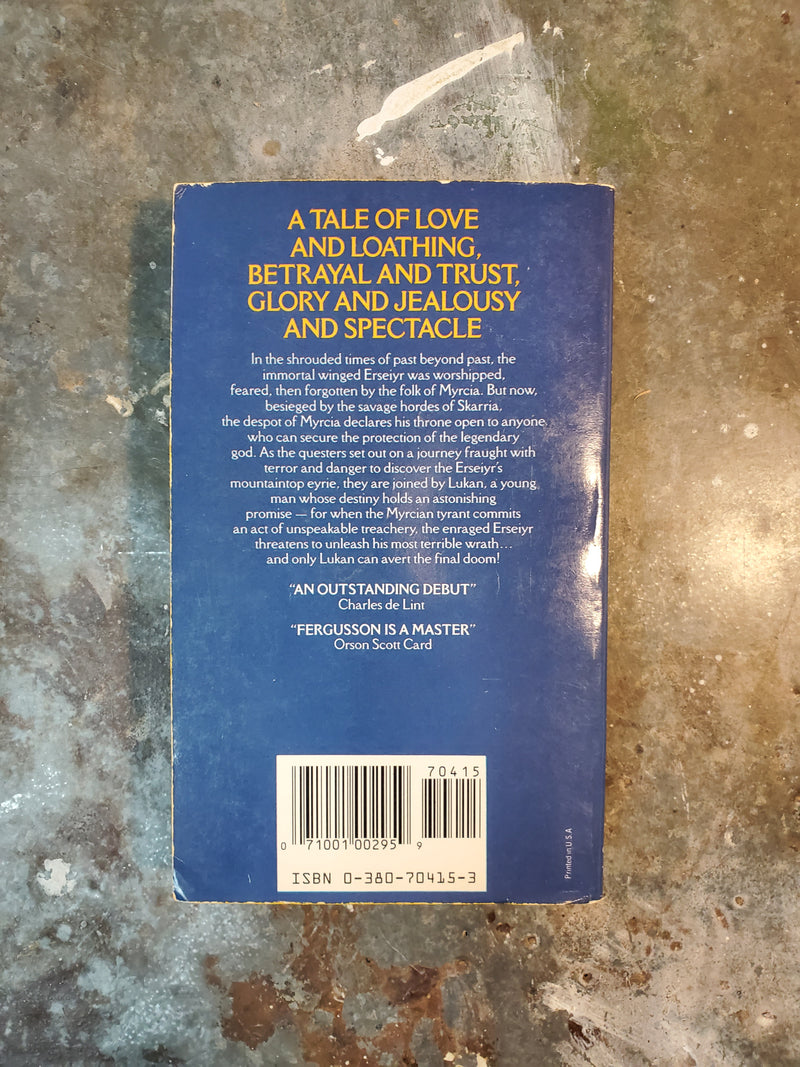 A TALE OF LOVE
AND LOATHING,
BETRAYAL AND TRUST,
GLORY AND JEALOUSY
AND SPECTACLE
In the shrouded times of past beyond past, the
immortal winged Erseiyr was worshipped,
feared, then forgotten by the folk of Myrcia. But now,
besieged by the savage hordes of Skarria,
the despot of Myrcia declares his throne open to anyone
who can secure the protection of the legendary
god. As the questers set out on a journey fraught with
terror and danger to discover the Erseiyr's
mountaintop eyrie, they are joined by Lukan, a young
man whose destiny holds an astonishing
promise — for when the Myrcian tyrant commits
an act of unspeakable treachery, the enraged Erseiyr
threatens to unleash his most terrible wrath...
and only Lukan can avert the final doom!
"AN OUTSTANDING DEBUT"
Charles de Lint
"FERGUSSON IS A MASTER"
Orson Scott Card
70415
0 71001 00295 9
ISBN 0-380-70415-3
Printed in U.S.A.